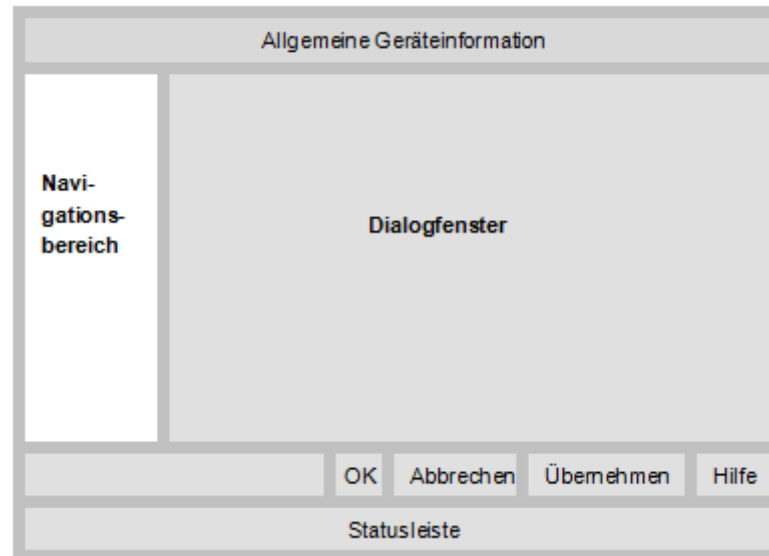 Allgemeine Geräteinformation
Navi-
gations-
bereich
Dialogfenster
OK Abbrechen Übernehmen Hilfe
Statusleiste